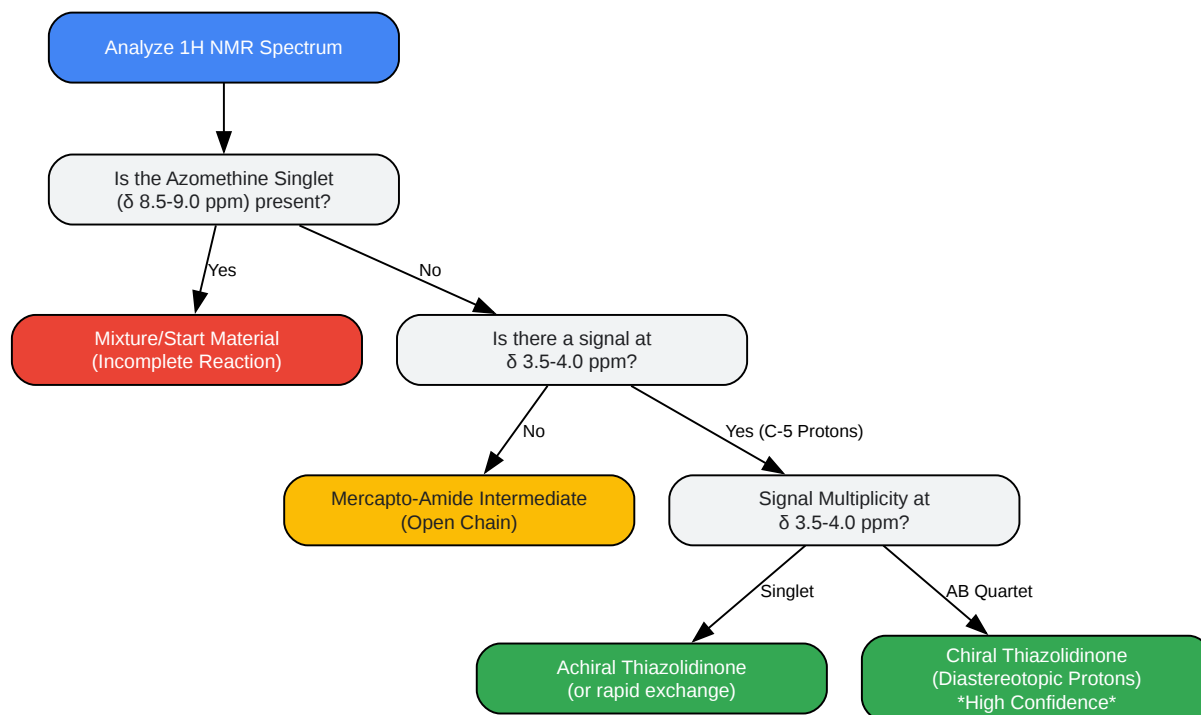 Analyze 1H NMR Spectrum
Is the Azomethine Singlet
(δ 8.5-9.0 ppm) present?
Yes
No
Mixture/Start Material
(Incomplete Reaction)
Is there a signal at
δ 3.5-4.0 ppm?
No
Yes (C-5 Protons)
Mercapto-Amide Intermediate
(Open Chain)
Signal Multiplicity at
δ 3.5-4.0 ppm?
Singlet
AB Quartet
Achiral Thiazolidinone
(or rapid exchange)
Chiral Thiazolidinone
(Diastereotopic Protons)
*High Confidence*